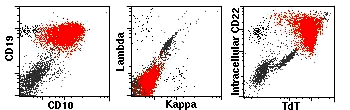 CD19
CD10
Lambda
Kappa
Intracellular CD22
TdT